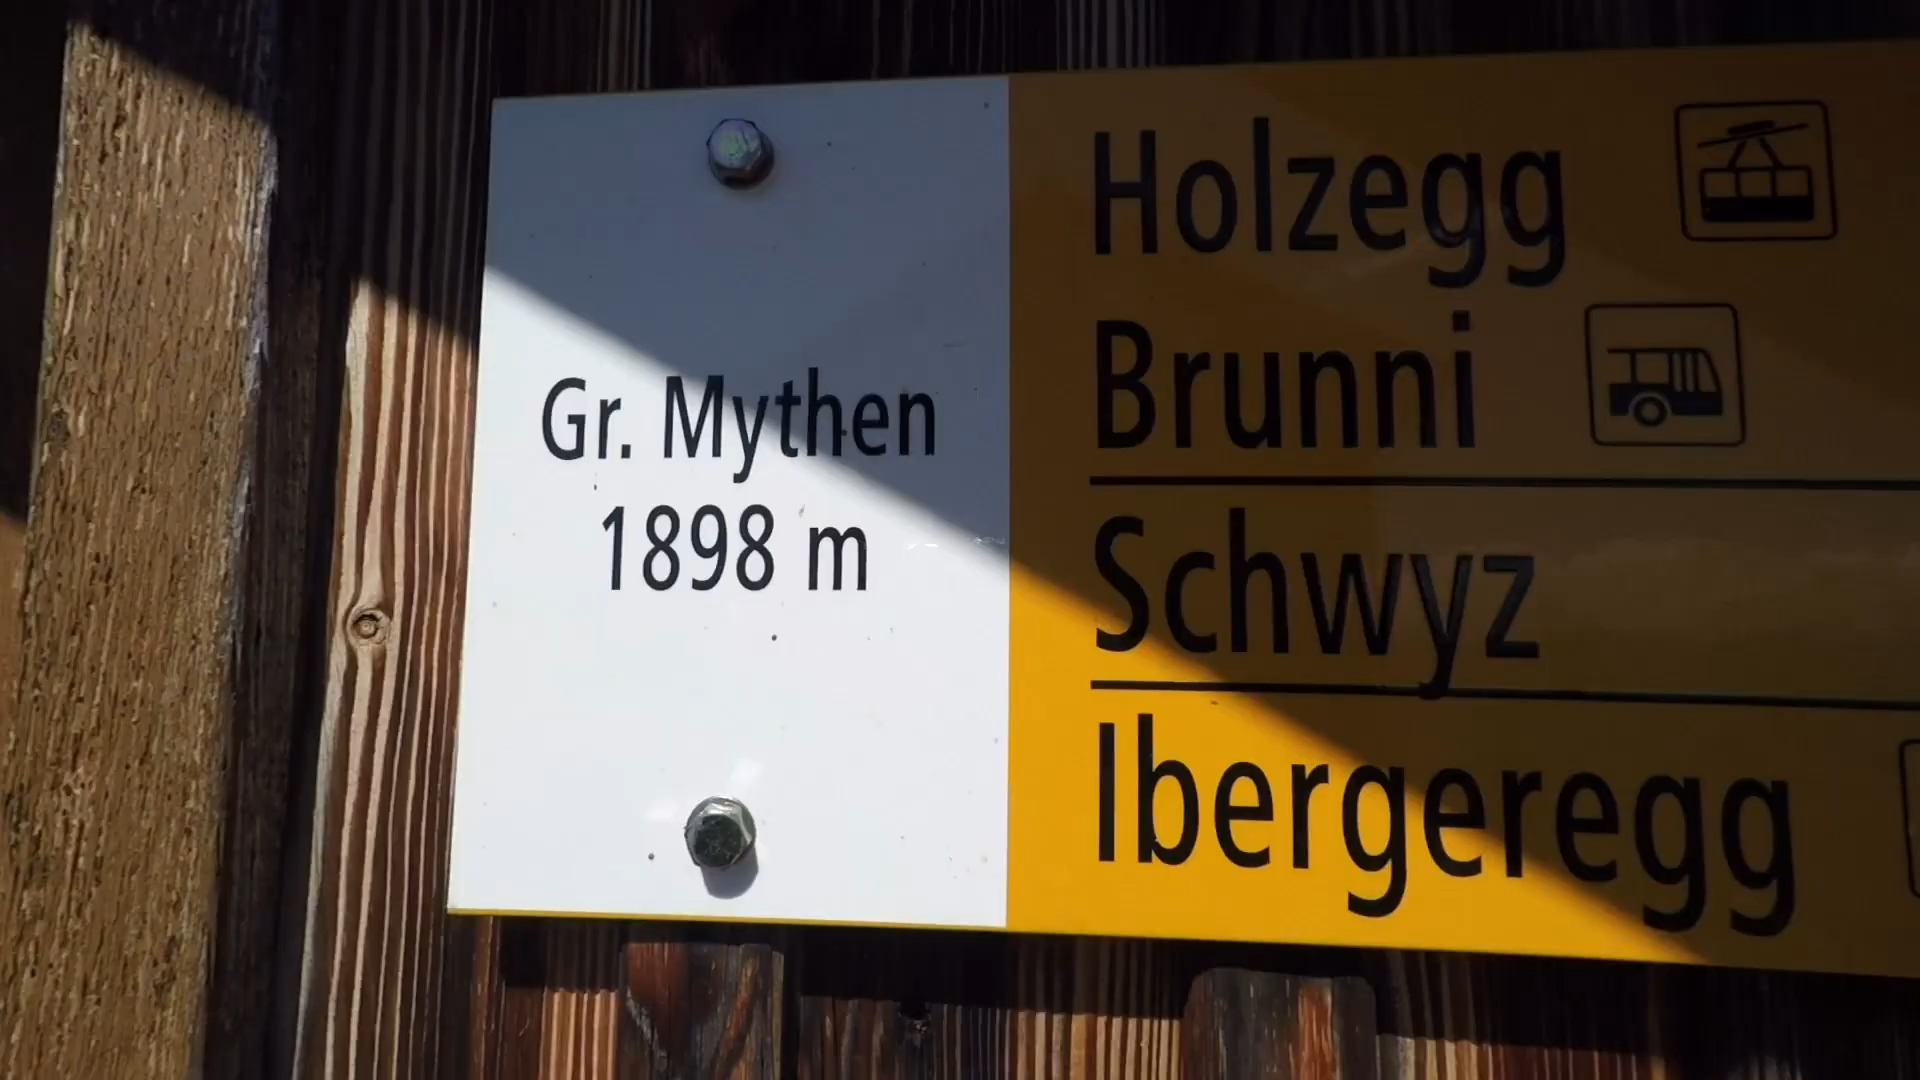 Gr. Mythen
1898 m
Holzegg
Brunni
Schwyz
Ibergeregg